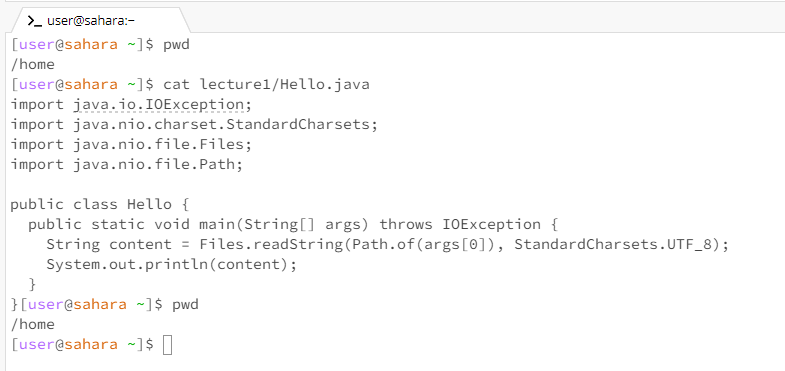 >_ user@sahara:~
[user@sahara ~]$ pwd
/home
[user@sahara ~]$ cat lecture1/Hello.java
import java.io.IOException;
import java.nio.charset.StandardCharsets;
import java.nio.file.Files;
import java.nio.file.Path;

public class Hello {
  public static void main(String[] args) throws IOException {
    String content = Files.readString(Path.of(args[0]), StandardCharsets.UTF_8);
    System.out.println(content);
  }
}[user@sahara ~]$ pwd
/home
[user@sahara ~]$